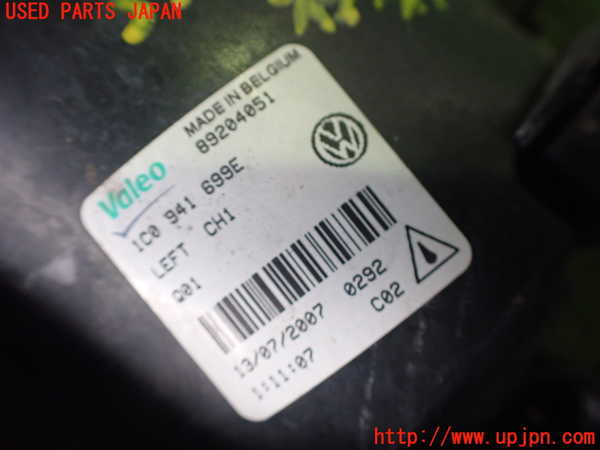 USED PARTS JAPAN
MADE IN BELGIUM
89204051
Valeo
1C0 941 699E
LEFT CH1
Q01
13/07/2007 0292
1:11:07 C02
http://www.upjpn.com/